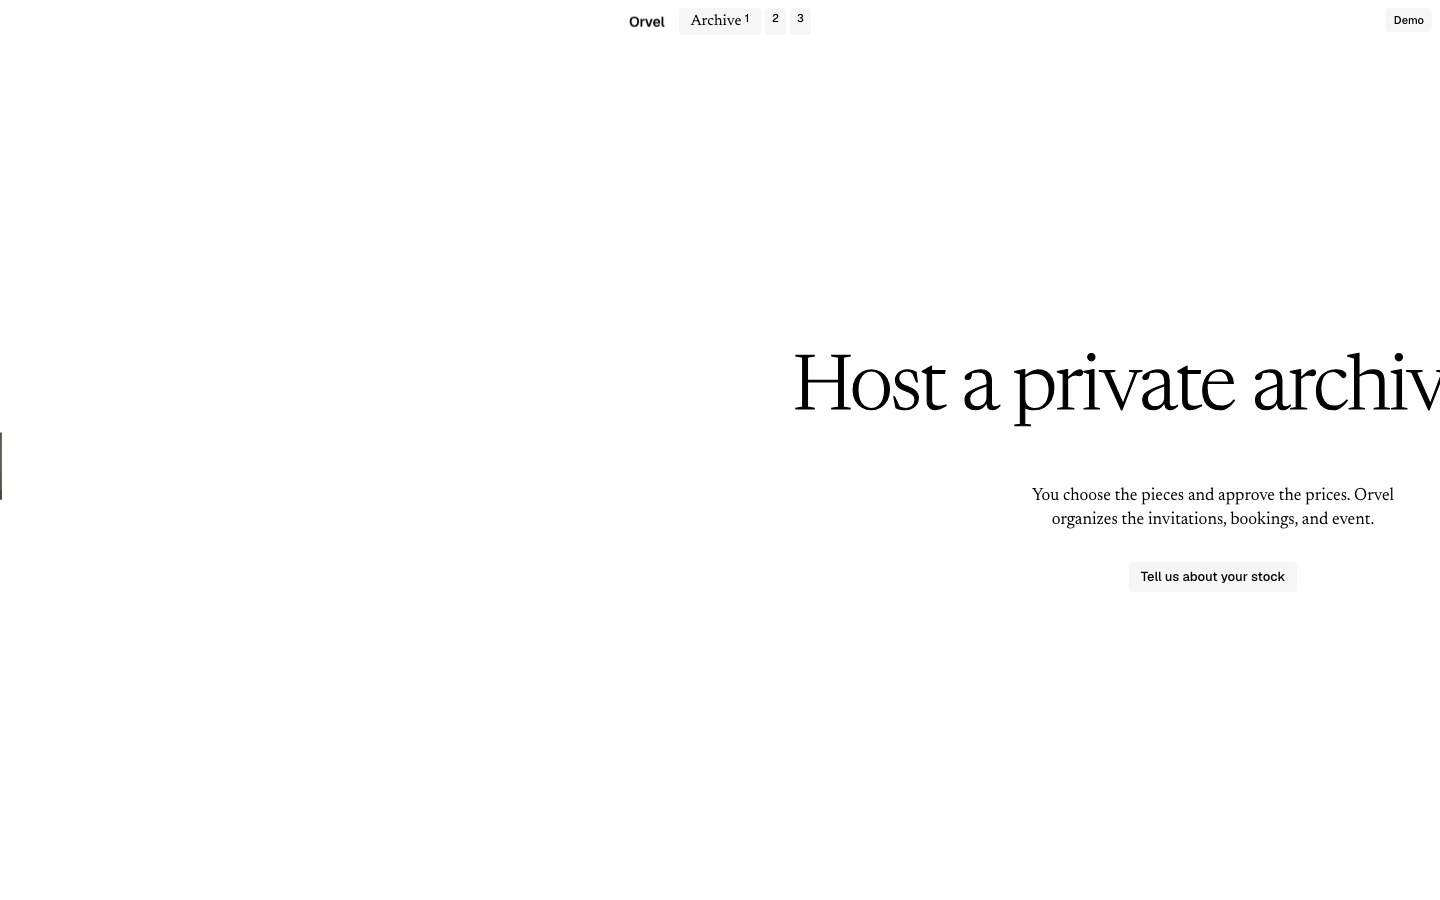 Orvel
Archive 1
2
3
Demo
Host a private
You choose the pieces and approve the prices. Orvel
organizes the invitations, bookings, and event.
Tell us about your stock